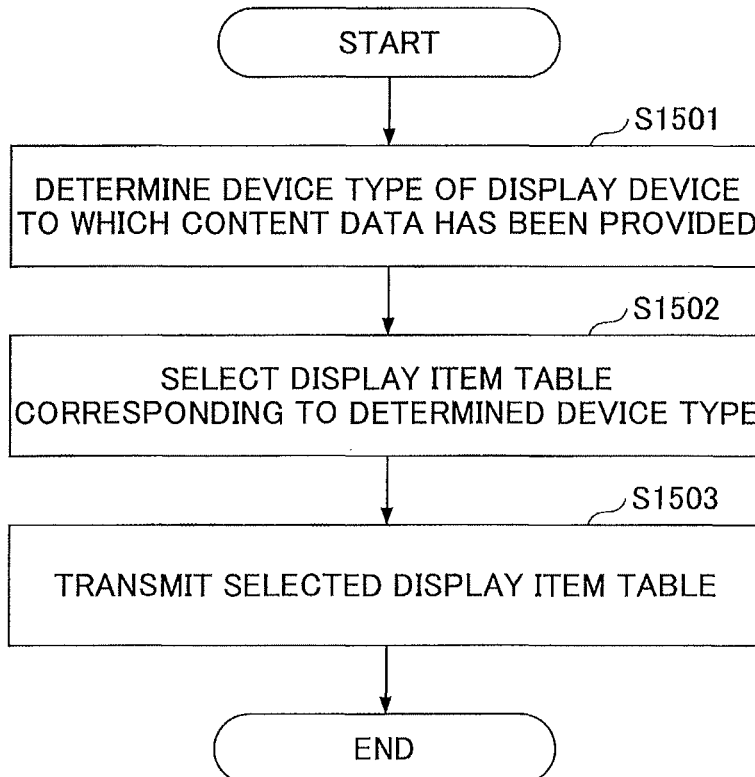 START
S1501
DETERMINE DEVICE TYPE OF DISPLAY DEVICE
TO WHICH CONTENT DATA HAS BEEN PROVIDED
S1502
SELECT DISPLAY ITEM TABLE
CORRESPONDING TO DETERMINED DEVICE TYPE
S1503
TRANSMIT SELECTED DISPLAY ITEM TABLE
END